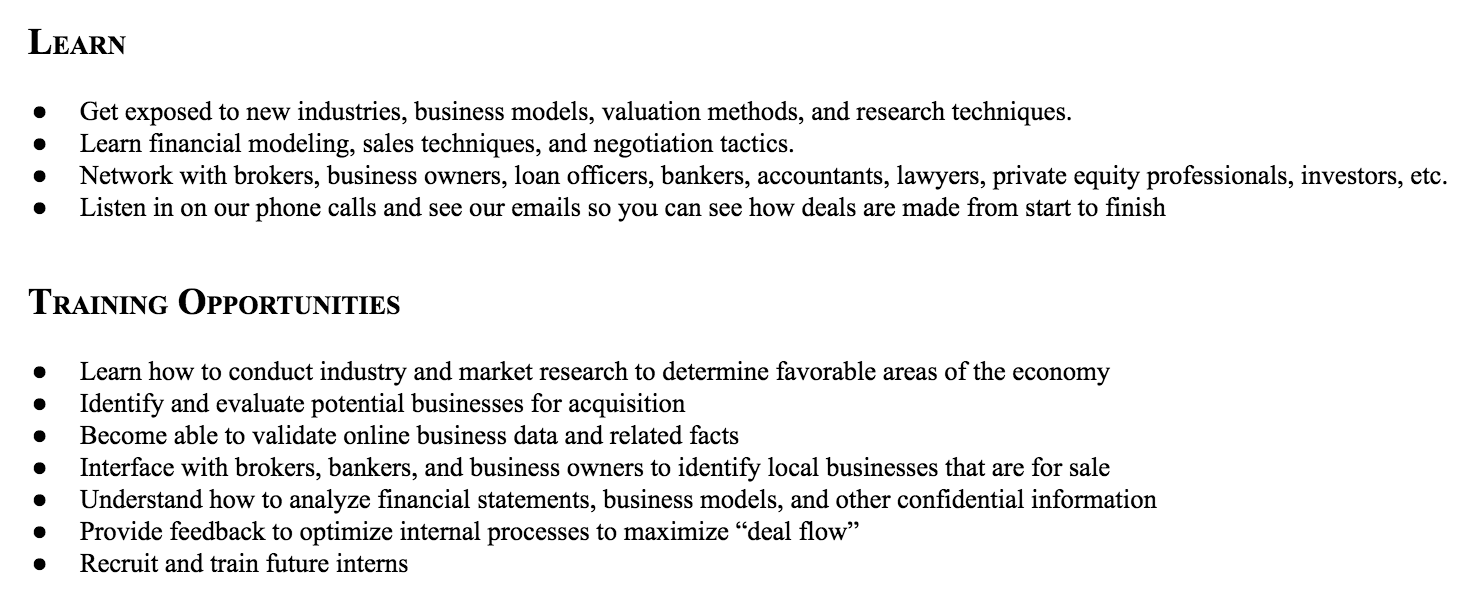 LEARN
● Get exposed to new industries, business models, valuation methods, and research techniques.
● Learn financial modeling, sales techniques, and negotiation tactics.
● Network with brokers, business owners, loan officers, bankers, accountants, lawyers, private equity professionals, investors, etc.
● Listen in on our phone calls and see our emails so you can see how deals are made from start to finish
TRAINING OPPORTUNITIES
● Learn how to conduct industry and market research to determine favorable areas of the economy
● Identify and evaluate potential businesses for acquisition
● Become able to validate online business data and related facts
● Interface with brokers, bankers, and business owners to identify local businesses that are for sale
● Understand how to analyze financial statements, business models, and other confidential information
● Provide feedback to optimize internal processes to maximize “deal flow”
● Recruit and train future interns